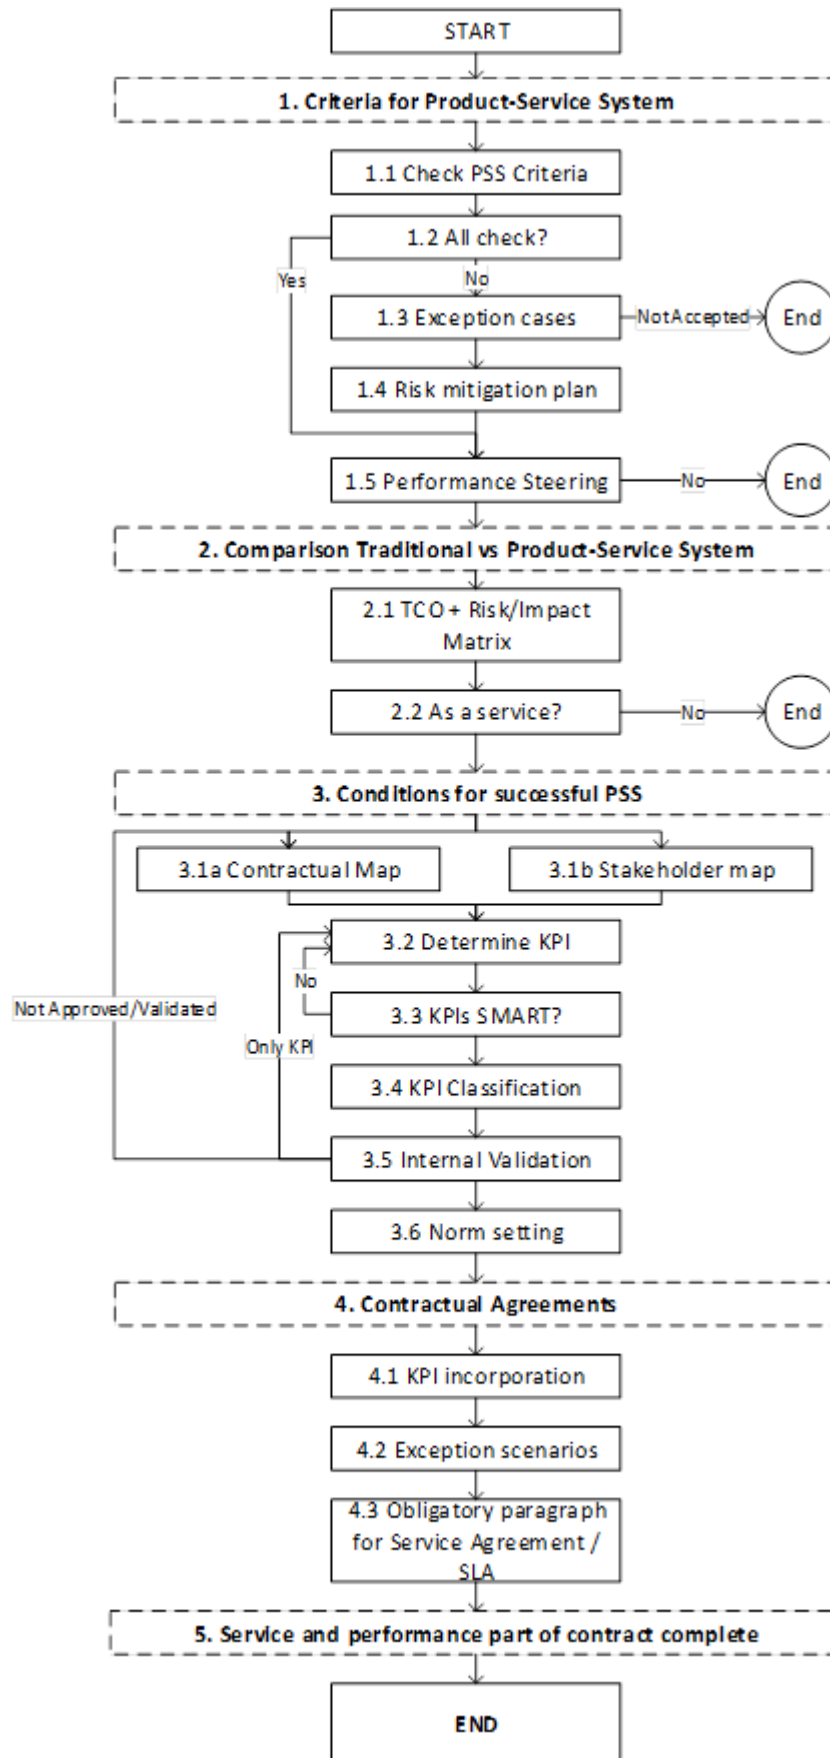 START
1. Criteria for Product-Service System
1.1 Check PSS Criteria
1.2 All check?
Yes
No
1.3 Exception cases
Not Accepted
End
1.4 Risk mitigation plan
1.5 Performance Steering
No
End
2. Comparison Traditional vs Product-Service System
2.1 TCO + Risk/Impact
Matrix
2.2 As a service?
No
End
3. Conditions for successful PSS
3.1a Contractual Map
3.1b Stakeholder map
3.2 Determine KPI
No
Not Approved/Validated
3.3 KPIs SMART?
Only KPI
3.4 KPI Classification
3.5 Internal Validation
3.6 Norm setting
4. Contractual Agreements
4.1 KPI incorporation
4.2 Exception scenarios
4.3 Obligatory paragraph
for Service Agreement /
SLA
5. Service and performance part of contract complete
END